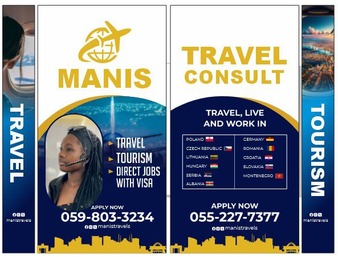 TRAVEL
manistravels
MANIS
TRAVEL
TOURISM
DIRECT JOBS
WITH VISA
APPLY NOW
059-803-3234
manistravels
TRAVEL
CONSULT
TRAVEL, LIVE
AND WORK IN
POLAND
CZECH REPUBLIC
LITHUANIA
HUNGARY
SERBIA
ALBANIA
GERMANY
ROMANIA
CROATIA
SLOVAKIA
MONTENEGRO
APPLY NOW
055-227-7377
manistravels
TOURISM
manistravels